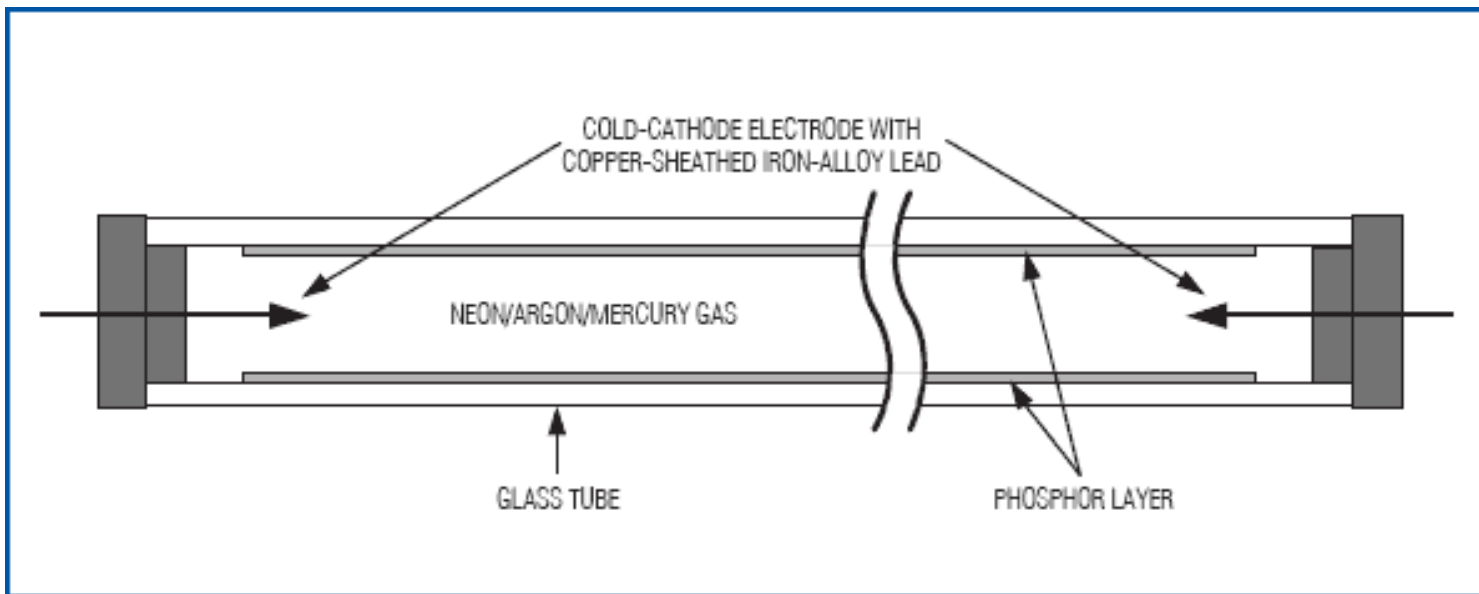 COLD-CATHODE ELECTRODE WITH
COPPER-SHEATHED IRON-ALLOY LEAD
NEON/ARGON/MERCURY GAS
GLASS TUBE
PHOSPHOR LAYER